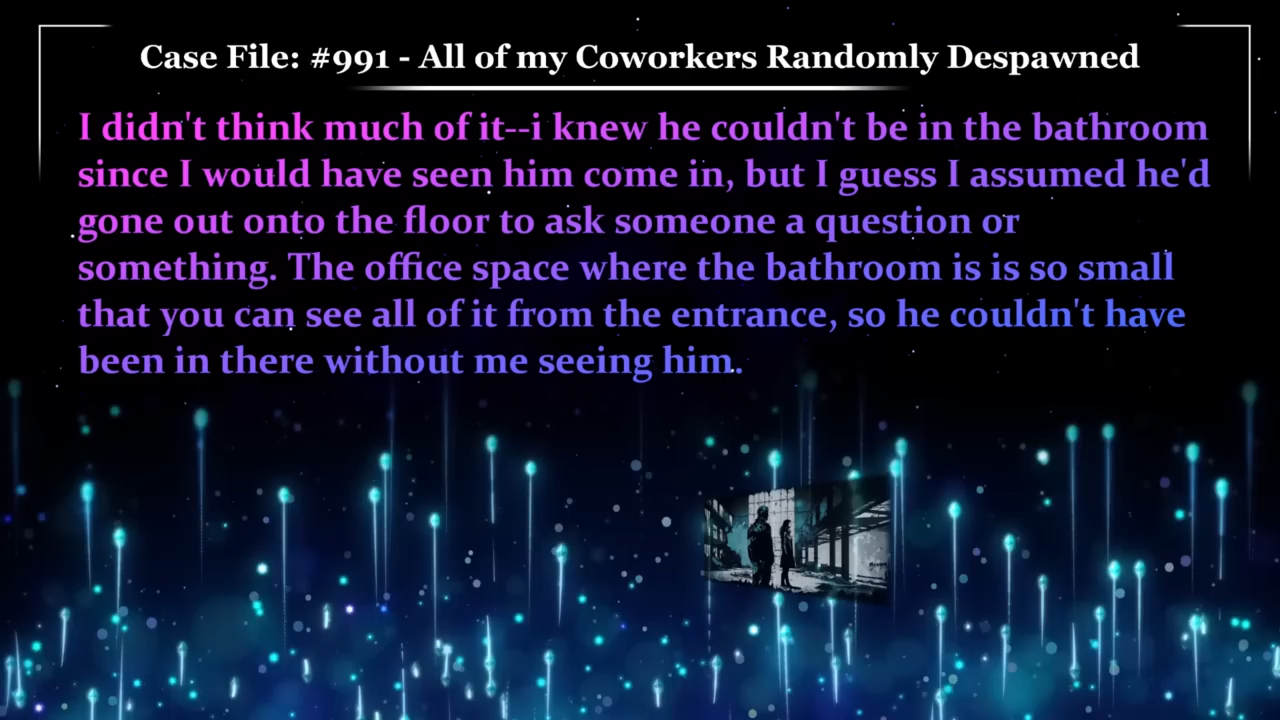 Case File: #991 - All of my Coworkers Randomly Despawned
I didn't think much of it--i knew he couldn't be in the bathroom
since I would have seen him come in, but I guess I assumed he'd
gone out onto the floor to ask someone a question or
something. The office space where the bathroom is is so small
that you can see all of it from the entrance, so he couldn't have
been in there without me seeing him.